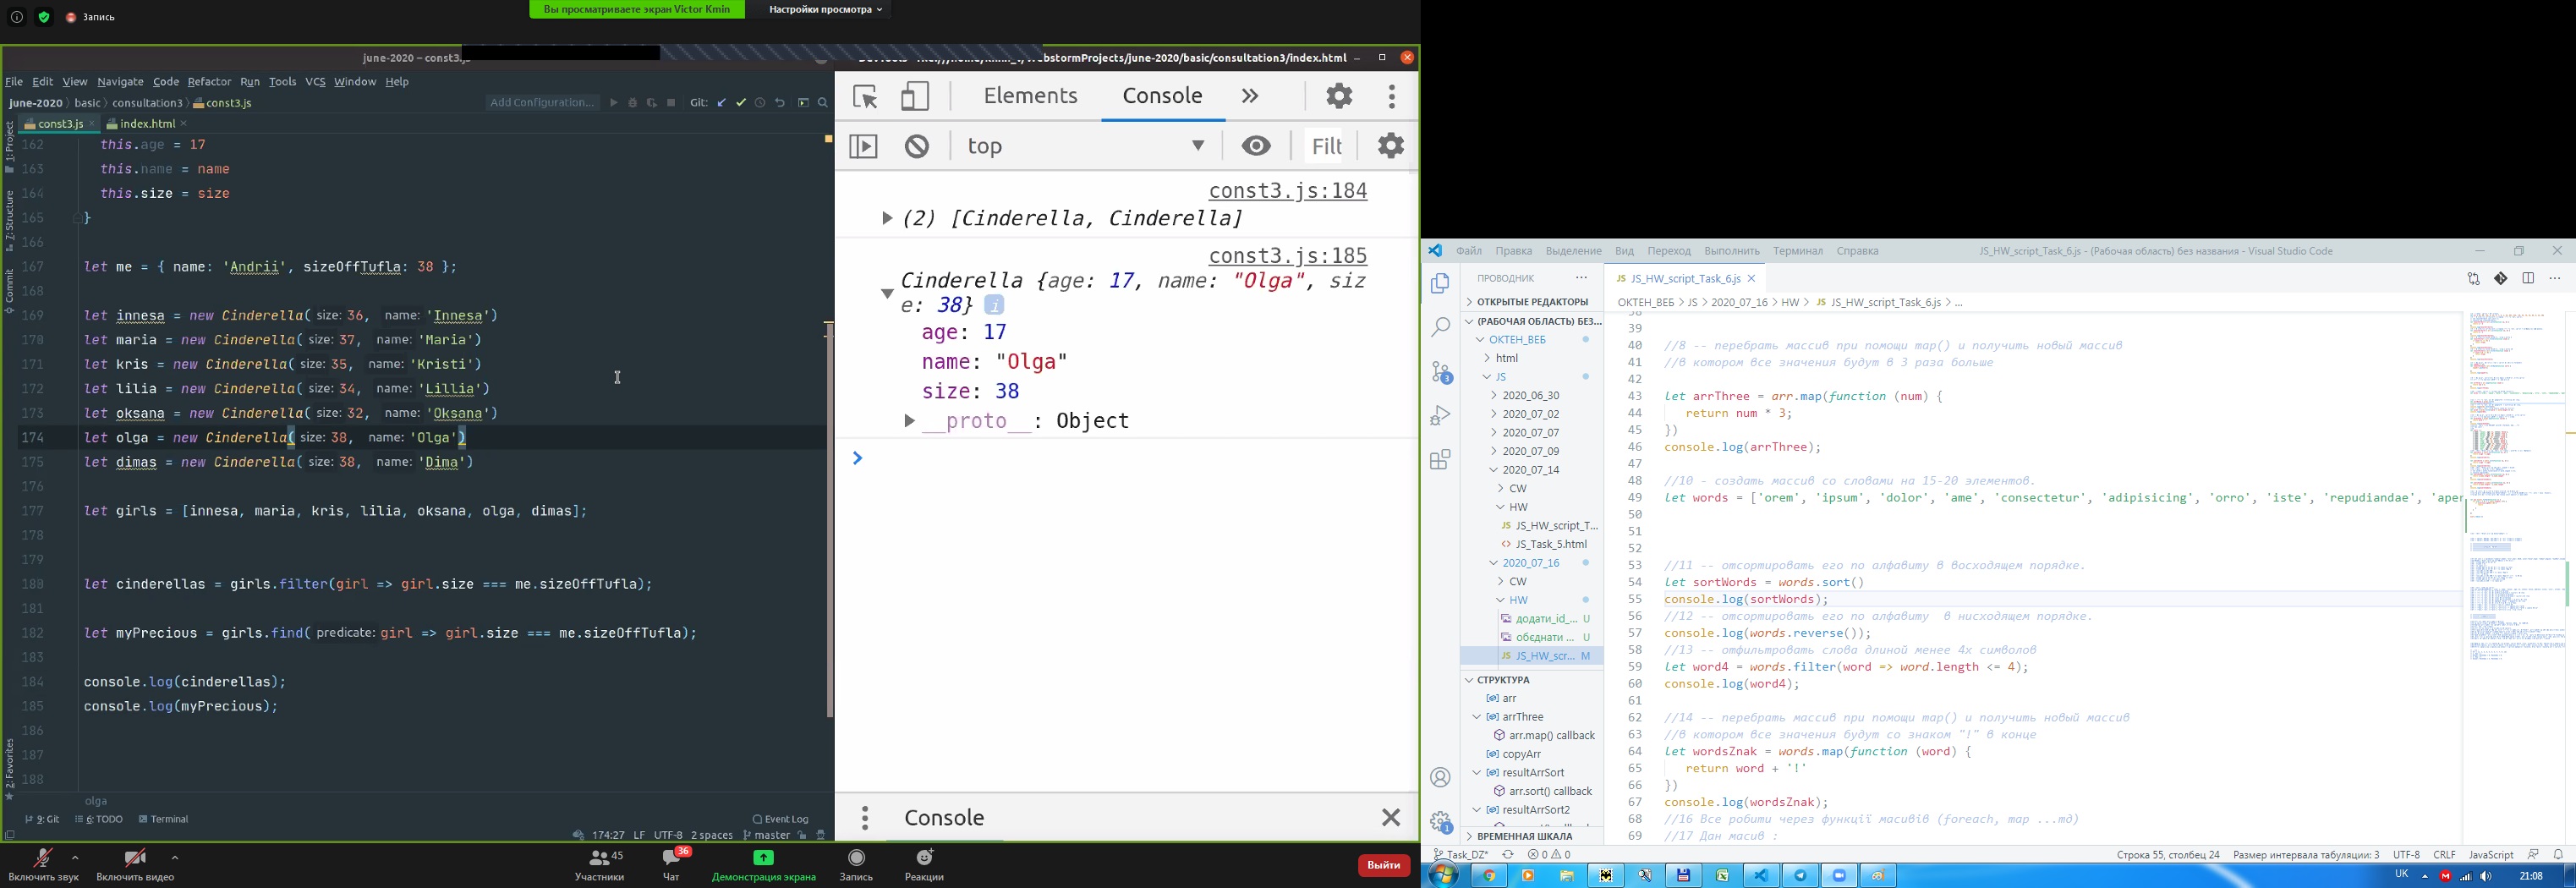 Запись
Вы просматриваете экран Victor Kmin
Настройки просмотра
june-2020 – const3.js
File Edit View Navigate Code Refactor Run Tools VCS Window Help
june-2020 basic consultation3 const3.js
Add Configuration...
Git:
const3.js index.html
1: Project
7: Structure
Commit
2: Favorites
162 this.age = 17
163 this.name = name
164 this.size = size
165 }
166
167 let me = { name: 'Andrii', sizeOffTufla: 38 };
168
169 let innesa = new Cinderella( size: 36, name: 'Innesa')
170 let maria = new Cinderella( size: 37, name: 'Maria')
171 let kris = new Cinderella( size: 35, name: 'Kristi')
172 let lilia = new Cinderella( size: 34, name: 'Lillia')
173 let oksana = new Cinderella( size: 32, name: 'Oksana')
174 let olga = new Cinderella( size: 38, name: 'Olga')
175 let dimas = new Cinderella( size: 38, name: 'Dima')
176
177 let girls = [innesa, maria, kris, lilia, oksana, olga, dimas];
178
179
180 let cinderellas = girls.filter(girl => girl.size === me.sizeOffTufla);
181
182 let myPrecious = girls.find( predicate: girl => girl.size === me.sizeOffTufla);
183
184 console.log(cinderellas);
185 console.log(myPrecious);
186
187
188
olga
9: Git 6: TODO Terminal
Event Log
174:27 LF UTF-8 2 spaces master
ebstormProjects/june-2020/basic/consultation3/index.html
Elements Console »
top
Filt
const3.js:184
(2) [Cinderella, Cinderella]
const3.js:185
Cinderella {age: 17, name: "Olga", siz
e: 38} i
age: 17
name: "Olga"
size: 38
__proto__: Object
Console
Включить звук
Включить видео
45
Участники
36
Чат
Демонстрация экрана
Запись
Реакции
Выйти
Файл Правка Выделение Вид Переход Выполнить Терминал Справка
JS_HW_script_Task_6.js - (Рабочая область) без названия - Visual Studio Code
ПРОВОДНИК
ОТКРЫТЫЕ РЕДАКТОРЫ
(РАБОЧАЯ ОБЛАСТЬ) БЕЗ...
ОКТЕН_ВЕБ
html
JS
2020_06_30
2020_07_02
2020_07_07
2020_07_09
2020_07_14
CW
HW
JS JS_HW_script_T...
JS_Task_5.html
2020_07_16
CW
HW
додати_id_... U
обєднати ... U
JS JS_HW_scr... M
СТРУКТУРА
arr
arrThree
arr.map() callback
copyArr
resultArrSort
arr.sort() callback
resultArrSort2
ВРЕМЕННАЯ ШКАЛА
3
1
JS JS_HW_script_Task_6.js
ОКТЕН_ВЕБ > JS > 2020_07_16 > HW > JS JS_HW_script_Task_6.js > ...
38
39
40 //8 -- перебрать массив при помощи map() и получить новый массив
41 //в котором все значения будут в 3 раза больше
42
43 let arrThree = arr.map(function (num) {
44 return num * 3;
45 })
46 console.log(arrThree);
47
48 //10 - создать массив со словами на 15-20 элементов.
49 let words = ['orem', 'ipsum', 'dolor', 'ame', 'consectetur', 'adipisicing', 'orro', 'iste', 'repudiandae', 'aper
50
51
52
53 //11 -- отсортировать его по алфавиту в восходящем порядке.
54 let sortWords = words.sort()
55 console.log(sortWords);
56 //12 -- отсортировать его по алфавиту в нисходящем порядке.
57 console.log(words.reverse());
58 //13 -- отфильтровать слова длиной менее 4х символов
59 let word4 = words.filter(word => word.length <= 4);
60 console.log(word4);
61
62 //14 -- перебрать массив при помощи map() и получить новый массив
63 //в котором все значения будут со знаком "!" в конце
64 let wordsZnak = words.map(function (word) {
65 return word + '!'
66 })
67 console.log(wordsZnak);
68 //16 Все робити через функції масивів (foreach, map ...тд)
69 //17 Дан масив :
Task_DZ* 0 0
Строка 55, столбец 24 Размер интервала табуляции: 3 UTF-8 CRLF JavaScript
UK 21:08